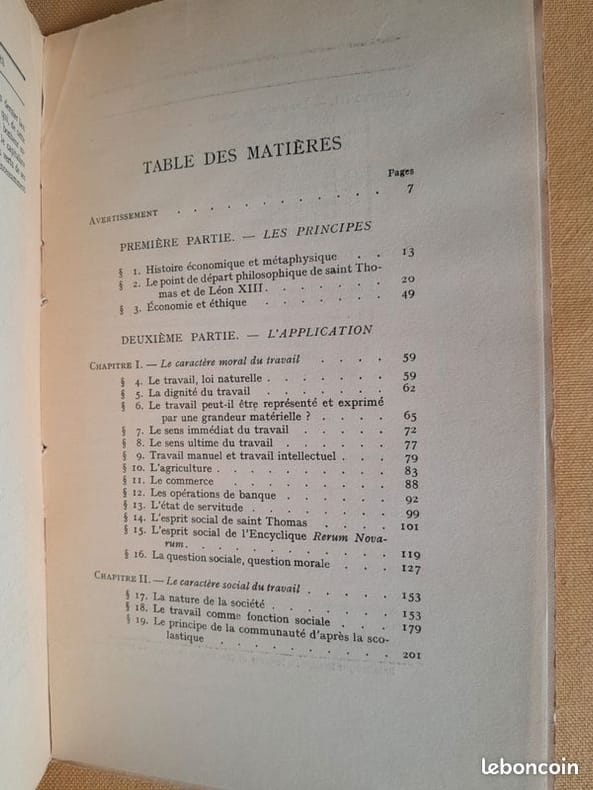 TABLE DES MATIÈRES
Pages
AVERTISSEMENT . . . . . . . . . . . 7
PREMIÈRE PARTIE. — LES PRINCIPES
§ 1. Histoire économique et métaphysique . . 13
§ 2. Le point de départ philosophique de saint Tho-
mas et de Léon XIII. . . . . . . 20
§ 3. Économie et éthique . . . . . . . 49
DEUXIÈME PARTIE. — L'APPLICATION
CHAPITRE I. — Le caractère moral du travail . . . . 59
§ 4. Le travail, loi naturelle . . . . . . . 59
§ 5. La dignité du travail . . . . . . . 62
§ 6. Le travail peut-il être représenté et exprimé
par une grandeur matérielle ? . . . . 65
§ 7. Le sens immédiat du travail . . . . . 72
§ 8. Le sens ultime du travail . . . . . . 77
§ 9. Travail manuel et travail intellectuel . . . 79
§ 10. L'agriculture . . . . . . . . . 83
§ 11. Le commerce . . . . . . . . . 88
§ 12. Les opérations de banque . . . . . . 92
§ 13. L'état de servitude . . . . . . . 99
§ 14. L'esprit social de saint Thomas . . . . 101
§ 15. L'esprit social de l'Encyclique Rerum Nova-
rum. . . . . . . . . . . . 119
§ 16. La question sociale, question morale . . . 127
CHAPITRE II. — Le caractère social du travail . . . . . 153
§ 17. La nature de la société . . . . . . . 153
§ 18. Le travail comme fonction sociale . . . . 179
§ 19. Le principe de la communauté d'après la sco-
lastique . . . . . . . . . 201
leboncoin